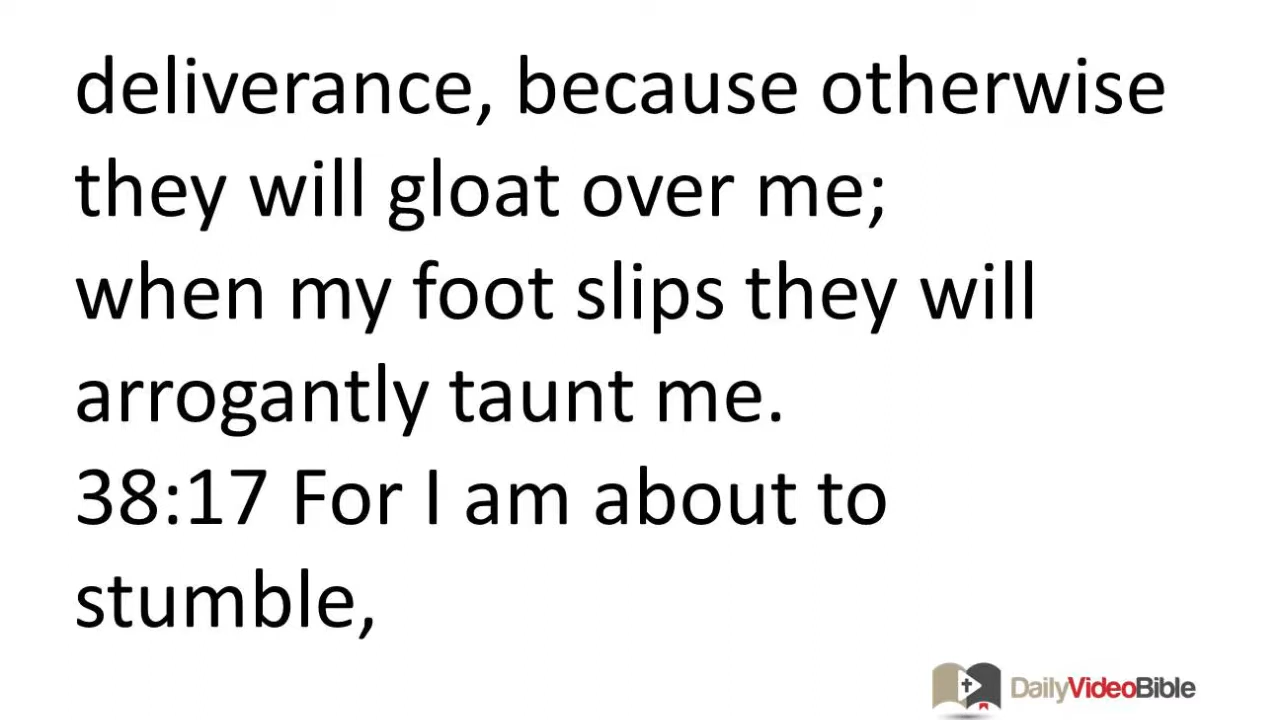 deliverance, because otherwise
they will gloat over me;
when my foot slips they will
arrogantly taunt me.
38:17 For I am about to
stumble,
DailyVideoBible